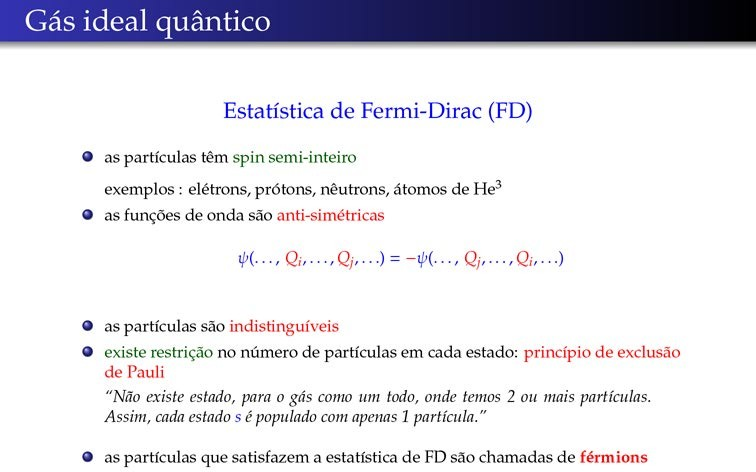 Gás ideal quântico
Estatística de Fermi-Dirac (FD)
as partículas têm spin semi-inteiro
exemplos : elétrons, prótons, nêutrons, átomos de He³
as funções de onda são anti-simétricas
ψ(. . . , Qᵢ, . . . , Qⱼ, . . .) = −ψ(. . . , Qⱼ, . . . , Qᵢ, . . .)
as partículas são indistinguíveis
existe restrição no número de partículas em cada estado: princípio de exclusão
de Pauli
“Não existe estado, para o gás como um todo, onde temos 2 ou mais partículas.
Assim, cada estado s é populado com apenas 1 partícula.”
as partículas que satisfazem a estatística de FD são chamadas de férmions